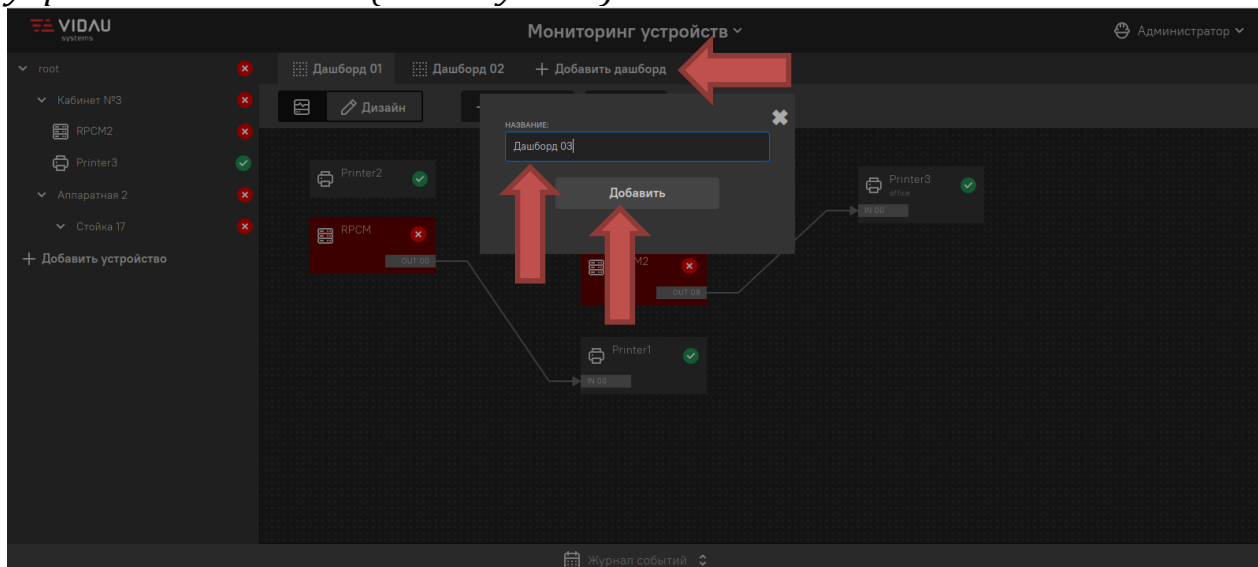 VIDAU
systems
Мониторинг устройств
Администратор
root
Дашборд 01
Дашборд 02
+ Добавить дашборд
Кабинет №3
Дизайн
RPCM2
Printer3
Аппаратная 2
Стойка 17
+ Добавить устройство
НАЗВАНИЕ:
Дашборд 03
Добавить
Printer2
RPCM
OUT 00
Printer3
office
IN 00
M2
OUT 09
Printer1
IN 00
Журнал событий